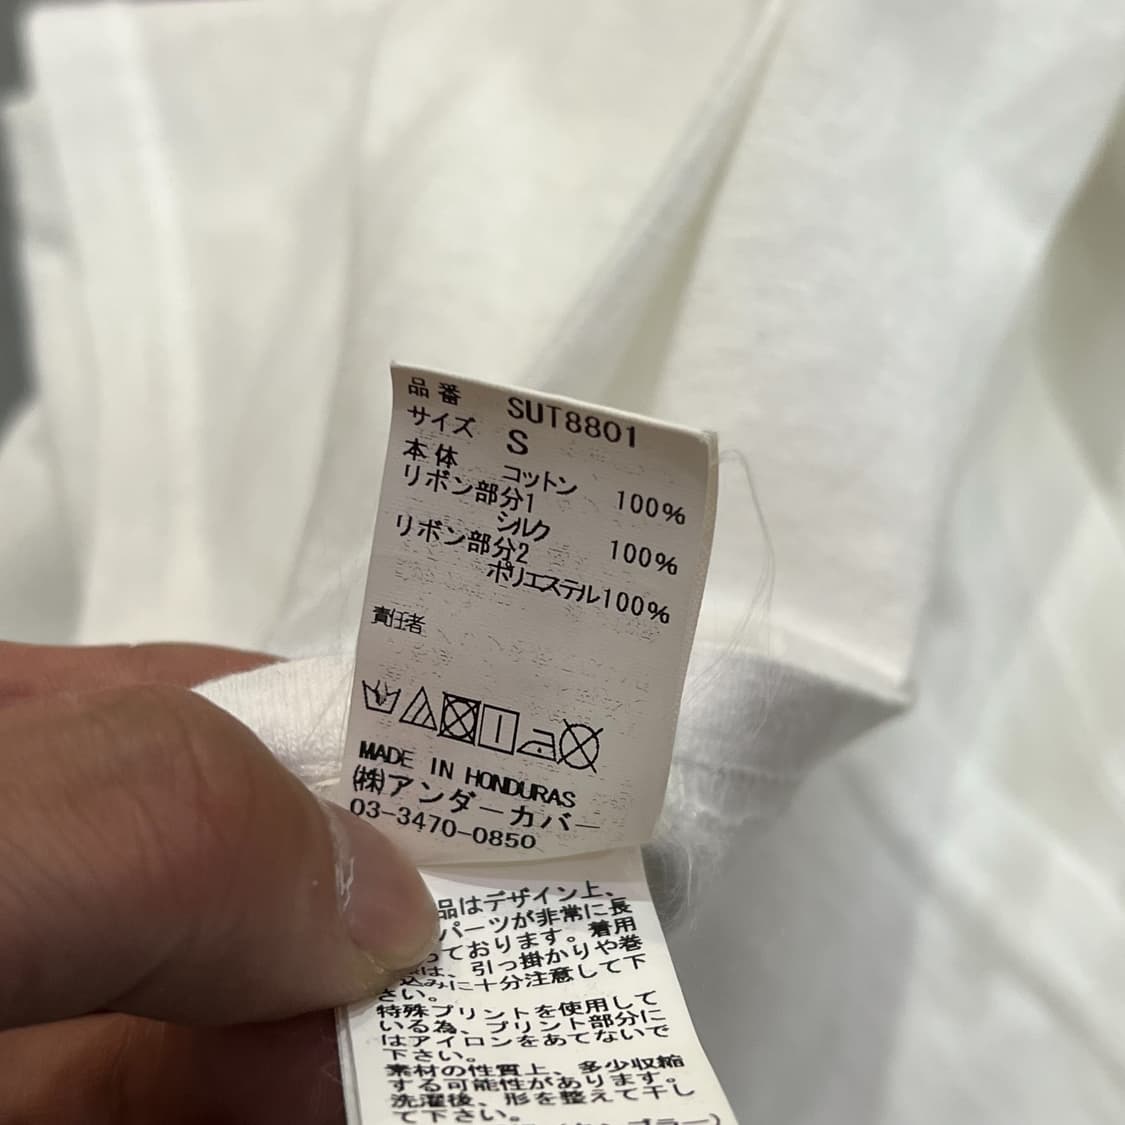 品番 SUT8801
サイズ S
本体 コットン 100%
リボン部分1
シルク 100%
リボン部分2
ポリエステル100%
責任者
MADE IN HONDURAS
(株)アンダーカバー
03-3470-0850
品はデザイン上、
パーツが非常に長
っております。着用
は、引っ掛かりや巻
込みに十分注意して下
さい。
特殊プリントを使用して
いる為、プリント部分に
はアイロンをあてないで
下さい。
素材の性質上、多少収縮
する可能性があります。
洗濯後、形を整えて干し
て下さい。